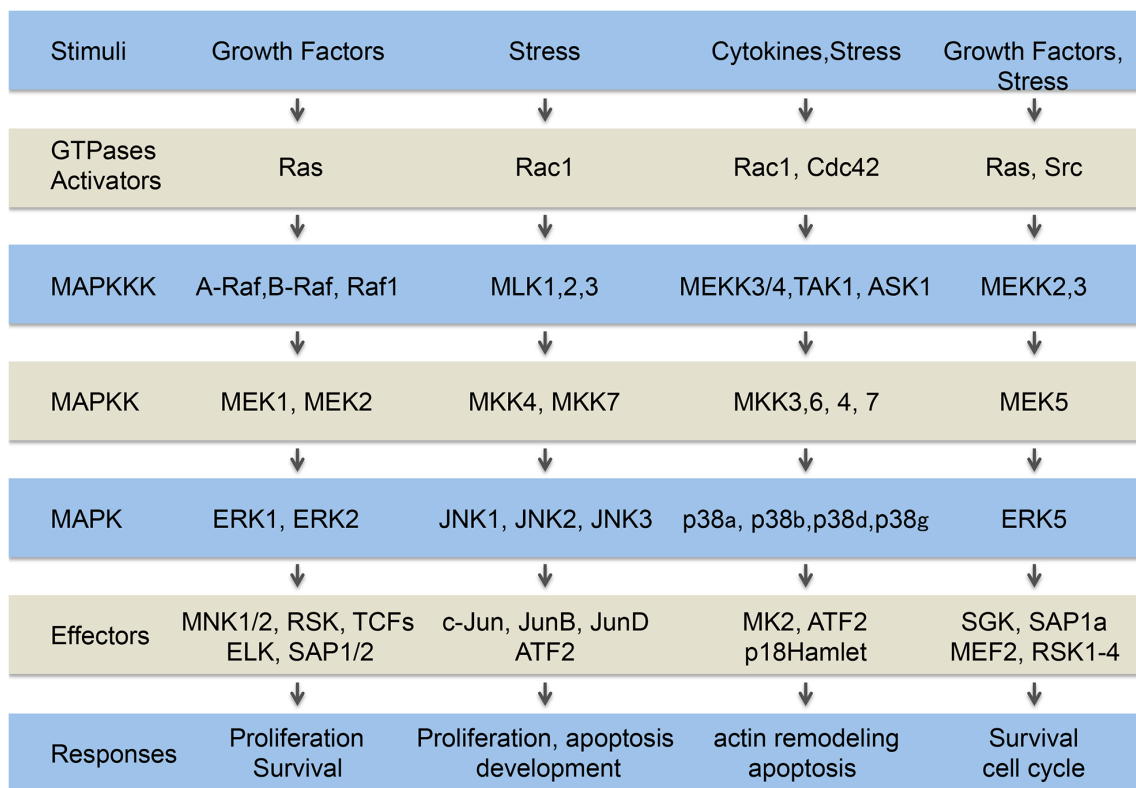 Stimuli Growth Factors Stress Cytokines,Stress Growth Factors,
Stress
GTPases
Activators Ras Rac1 Rac1, Cdc42 Ras, Src
MAPKKK A-Raf,B-Raf, Raf1 MLK1,2,3 MEKK3/4,TAK1, ASK1 MEKK2,3
MAPKK MEK1, MEK2 MKK4, MKK7 MKK3,6, 4, 7 MEK5
MAPK ERK1, ERK2 JNK1, JNK2, JNK3 p38a, p38b,p38d,p38g ERK5
Effectors MNK1/2, RSK, TCFs c-Jun, JunB, JunD MK2, ATF2 SGK, SAP1a
ELK, SAP1/2 ATF2 p18Hamlet MEF2, RSK1-4
Responses Proliferation Proliferation, apoptosis actin remodeling Survival
Survival development apoptosis cell cycle